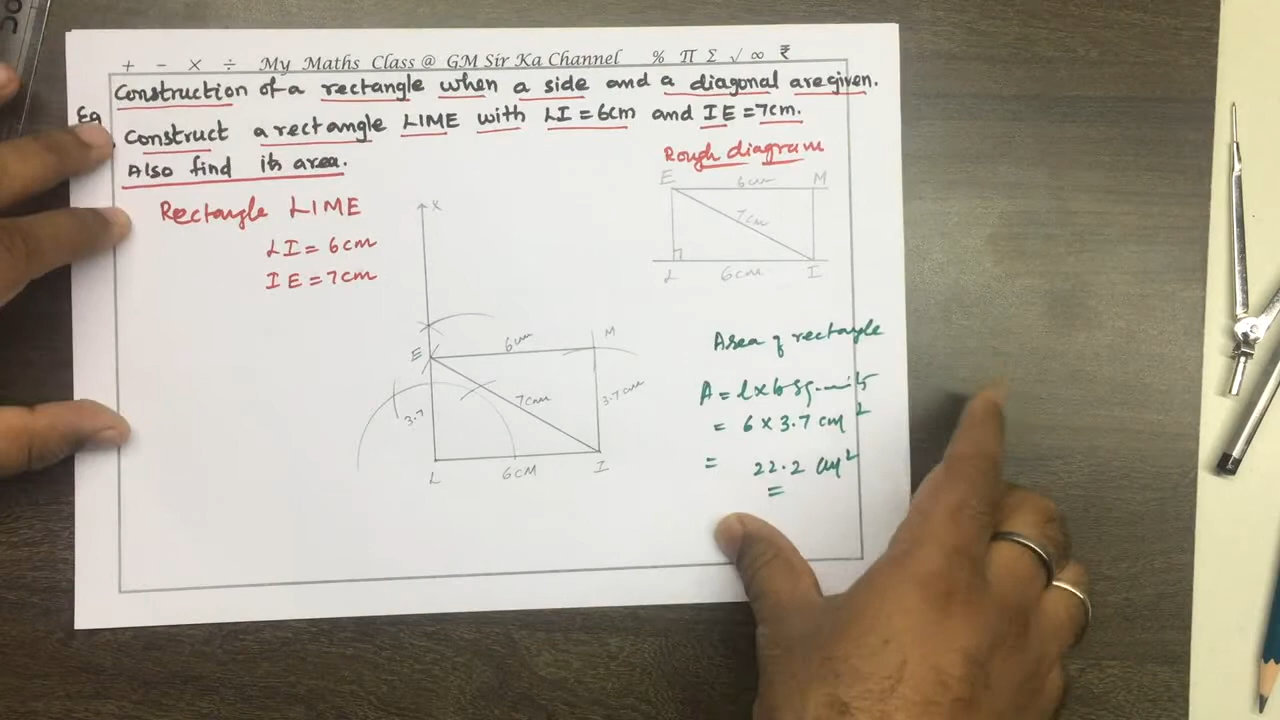 + - × ÷ My Maths Class @ GM Sir Ka Channel % Π Σ √ ∞ ₹
Construction of a rectangle when a side and a diagonal are given.
Eg
Construct a rectangle LIME with LI = 6cm and IE = 7cm.
Also find its area.
Rough diagram
E 6cm M
7cm
L 6cm I
Rectangle LIME
LI = 6cm
IE = 7cm
X
E 6cm M
7cm
3.7
3.7cm
L 6CM I
Area of rectangle
A = l×b sq.units
= 6 × 3.7 cm²
= 22.2 cm²
=